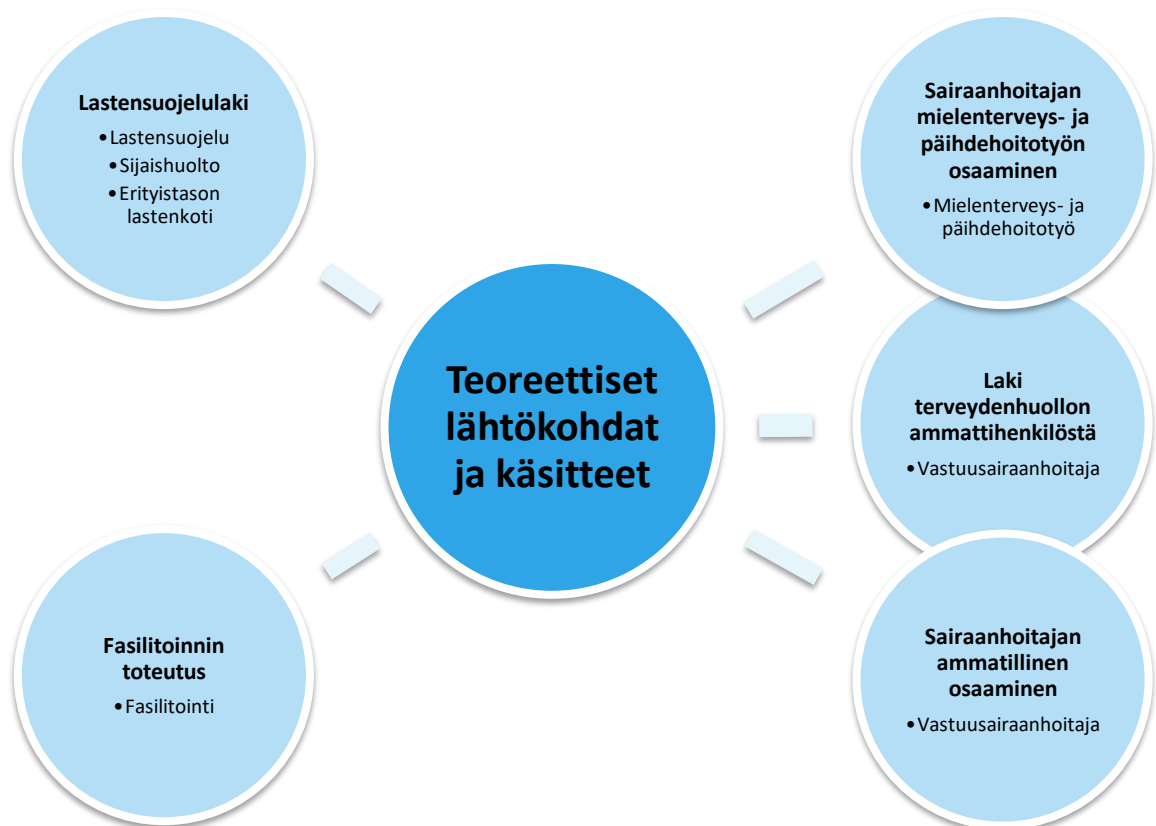 Lastensuojelulaki
•Lastensuojelu
•Sijaishuolto
•Erityistason
lastenkoti
Sairaanhoitajan
mielenterveys- ja
päihdehoitotyön
osaaminen
•Mielenterveys- ja
päihdehoitotyö
Teoreettiset
lähtökohdat
ja käsitteet
Laki
terveydenhuollon
ammattihenkilöstä
•Vastuusairaanhoitaja
Fasilitoinnin
toteutus
•Fasilitointi
Sairaanhoitajan
ammatillinen
osaaminen
•Vastuusairaanhoitaja